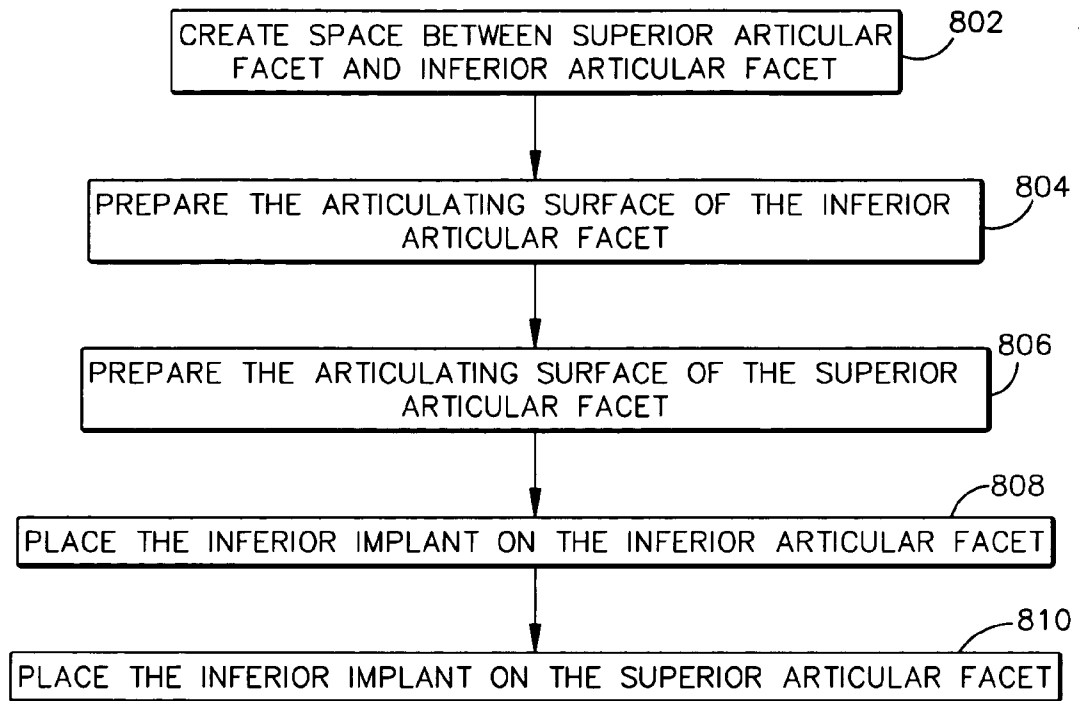 CREATE SPACE BETWEEN SUPERIOR ARTICULAR
FACET AND INFERIOR ARTICULAR FACET
802
PREPARE THE ARTICULATING SURFACE OF THE INFERIOR
ARTICULAR FACET
804
PREPARE THE ARTICULATING SURFACE OF THE SUPERIOR
ARTICULAR FACET
806
PLACE THE INFERIOR IMPLANT ON THE INFERIOR ARTICULAR FACET
808
PLACE THE INFERIOR IMPLANT ON THE SUPERIOR ARTICULAR FACET
810